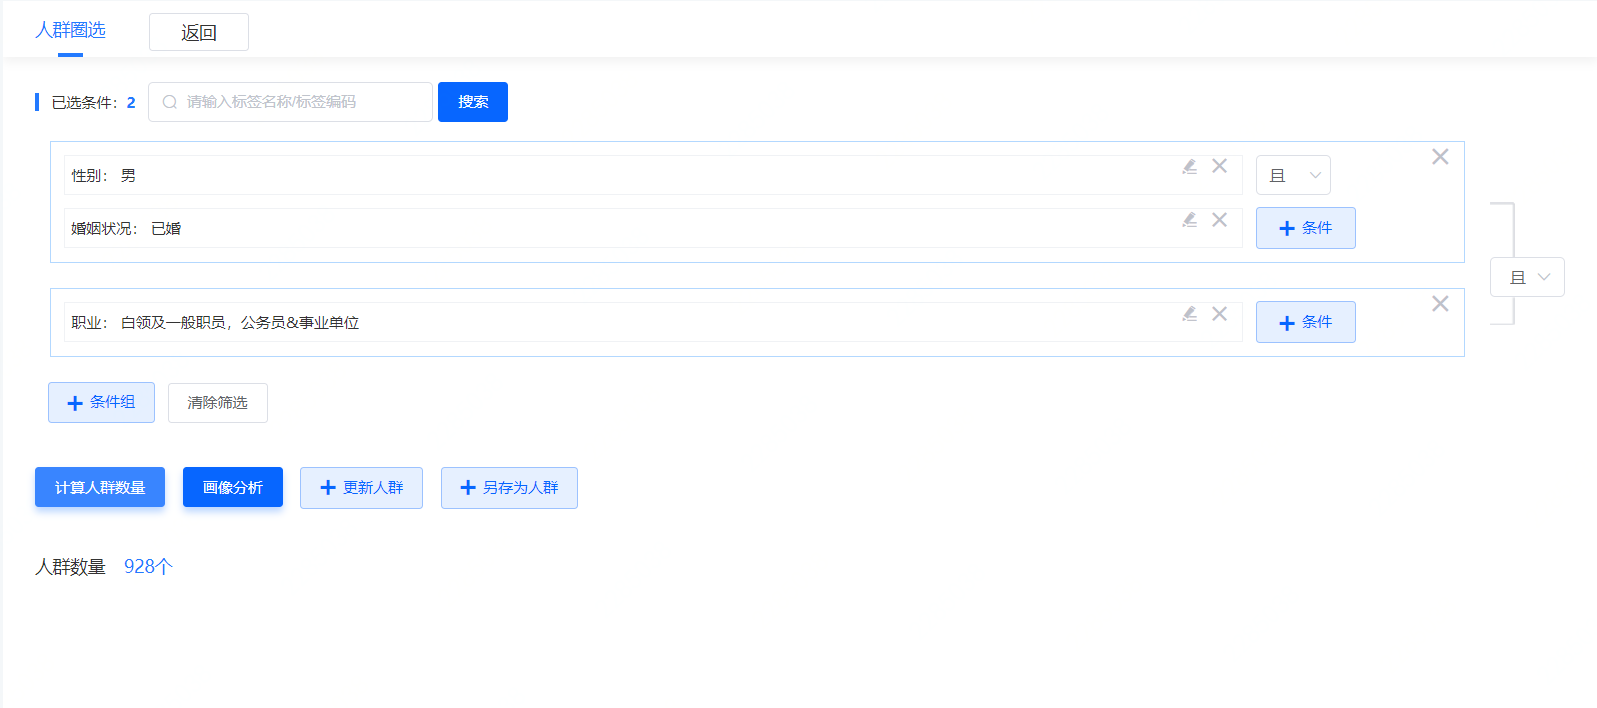 人群圈选 返回
已选条件：2 请输入标签名称/标签编码 搜索
性别： 男 且
婚姻状况： 已婚 条件
且
职业： 白领及一般职员，公务员&事业单位 条件
条件组 清除筛选
计算人群数量 画像分析 更新人群 另存为人群
人群数量 928个